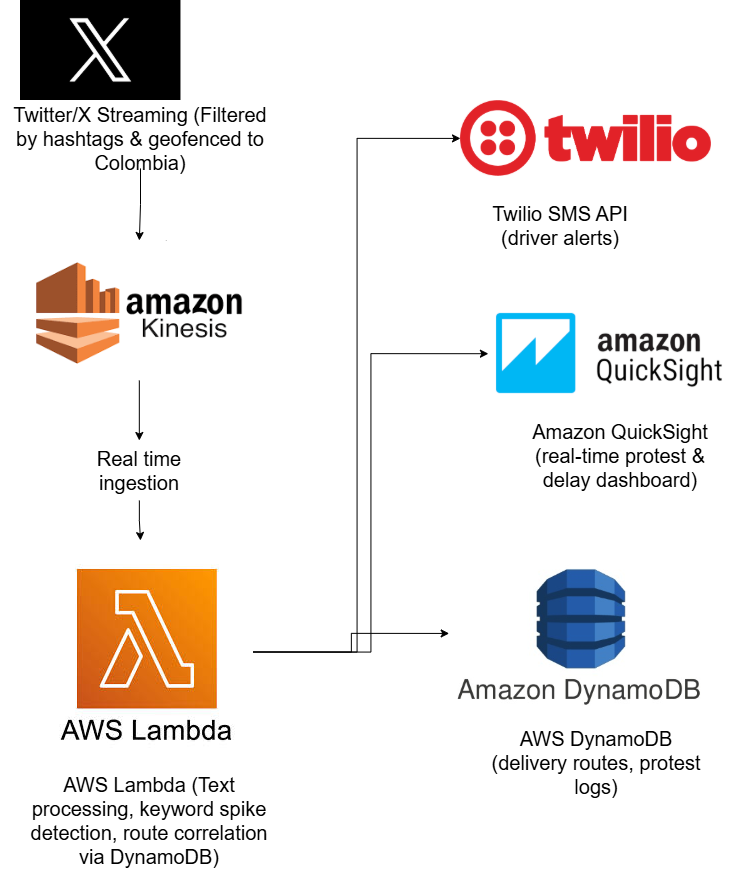 Twitter/X Streaming (Filtered
by hashtags & geofenced to
Colombia)
amazon
Kinesis
Real time
ingestion
AWS Lambda
AWS Lambda (Text
processing, keyword spike
detection, route correlation
via DynamoDB)
twilio
Twilio SMS API
(driver alerts)
amazon
QuickSight
Amazon QuickSight
(real-time protest &
delay dashboard)
Amazon DynamoDB
AWS DynamoDB
(delivery routes, protest
logs)